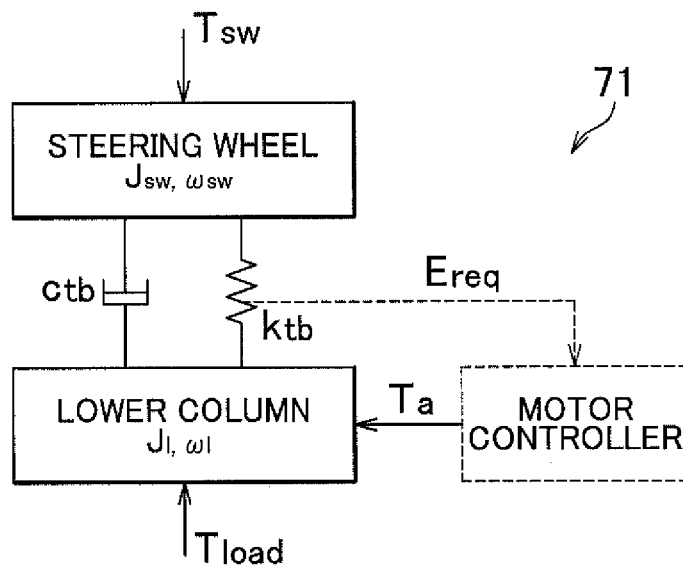 Tsw
71
STEERING WHEEL
Jsw, ωsw
ctb
ktb
Ereq
LOWER COLUMN
Jl, ωl
Ta
MOTOR
CONTROLLER
Tload